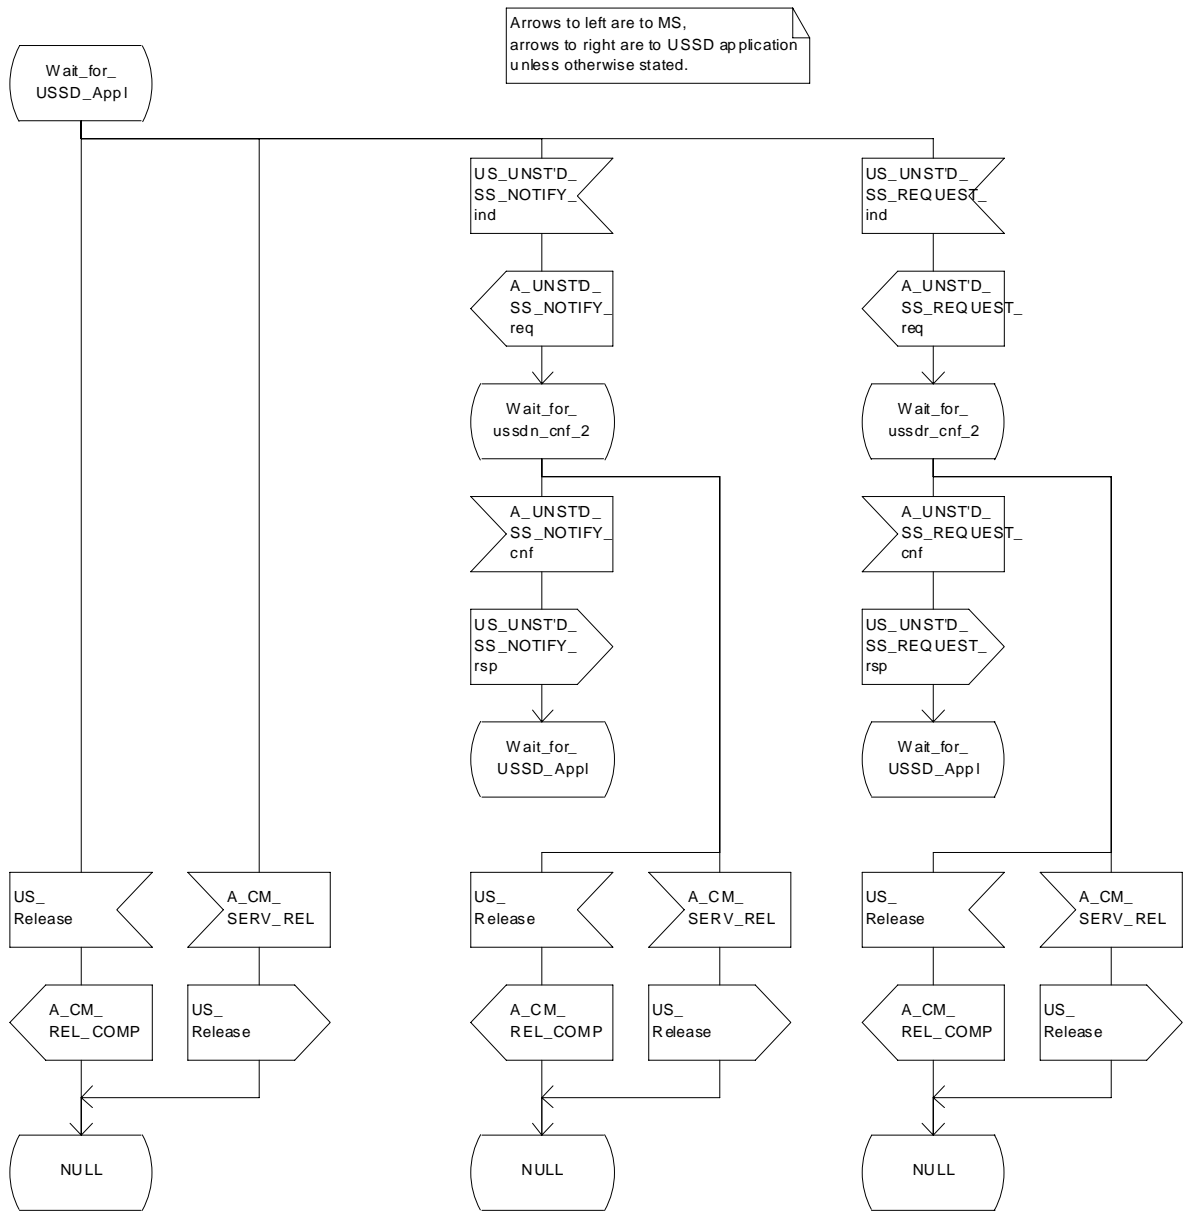 Arrows to left are to MS,
arrows to right are to USSD application
unless otherwise stated.
Wait_for_
USSD_Appl
US_UNST'D_
SS_NOTIFY_
ind
US_UNST'D_
SS_REQUEST_
ind
A_UNST'D_
SS_NOTIFY_
req
A_UNST'D_
SS_REQUEST_
req
Wait_for_
ussdn_cnf_2
Wait_for_
ussdr_cnf_2
A_UNST'D_
SS_NOTIFY_
cnf
A_UNST'D_
SS_REQUEST_
cnf
US_UNST'D_
SS_NOTIFY_
rsp
US_UNST'D_
SS_REQUEST_
rsp
Wait_for_
USSD_Appl
Wait_for_
USSD_Appl
US_
Release
A_CM_
SERV_REL
US_
Release
A_CM_
SERV_REL
US_
Release
A_CM_
SERV_REL
A_CM_
REL_COMP
US_
Release
A_CM_
REL_COMP
US_
Release
A_CM_
REL_COMP
US_
Release
NULL
NULL
NULL